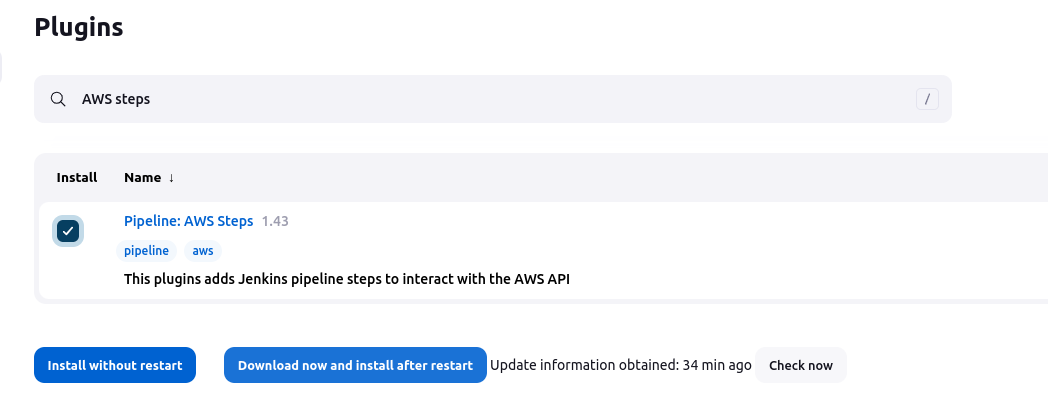 Plugins
AWS steps /
Install Name ↓
Pipeline: AWS Steps 1.43
pipeline aws
This plugins adds Jenkins pipeline steps to interact with the AWS API
Install without restart Download now and install after restart Update information obtained: 34 min ago Check now